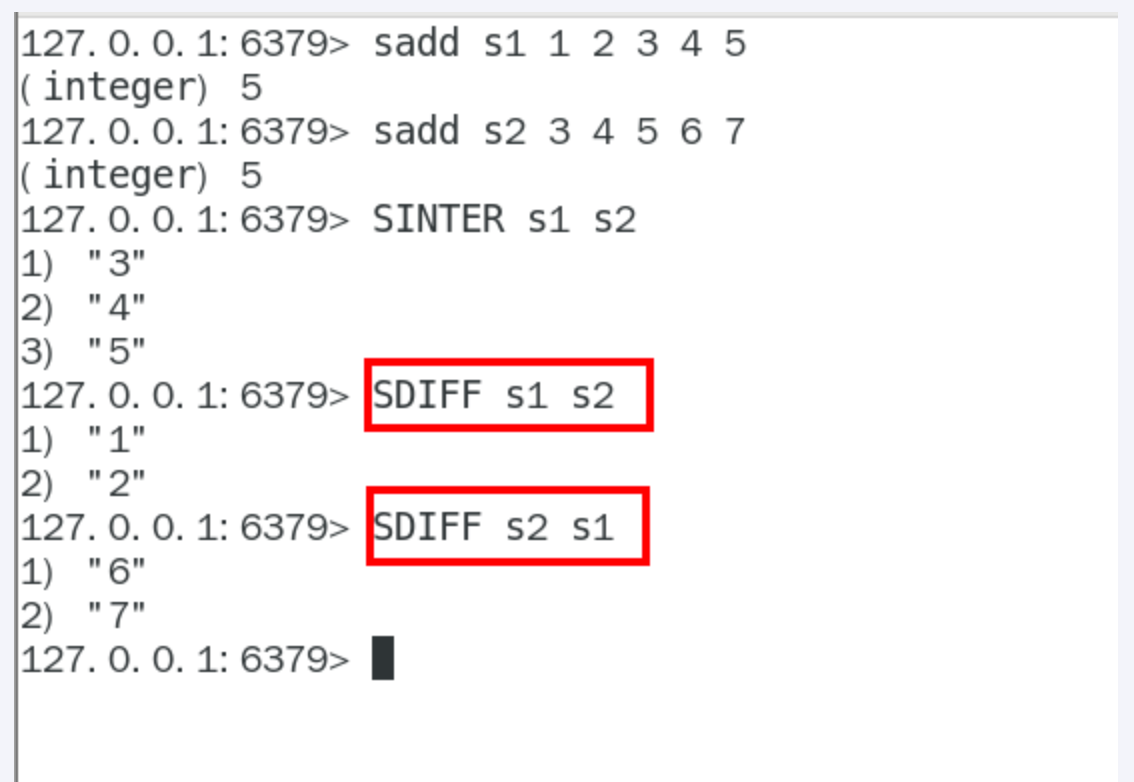 127.0.0.1:6379> sadd s1 1 2 3 4 5
(integer) 5
127.0.0.1:6379> sadd s2 3 4 5 6 7
(integer) 5
127.0.0.1:6379> SINTER s1 s2
1) "3"
2) "4"
3) "5"
127.0.0.1:6379> SDIFF s1 s2
1) "1"
2) "2"
127.0.0.1:6379> SDIFF s2 s1
1) "6"
2) "7"
127.0.0.1:6379>